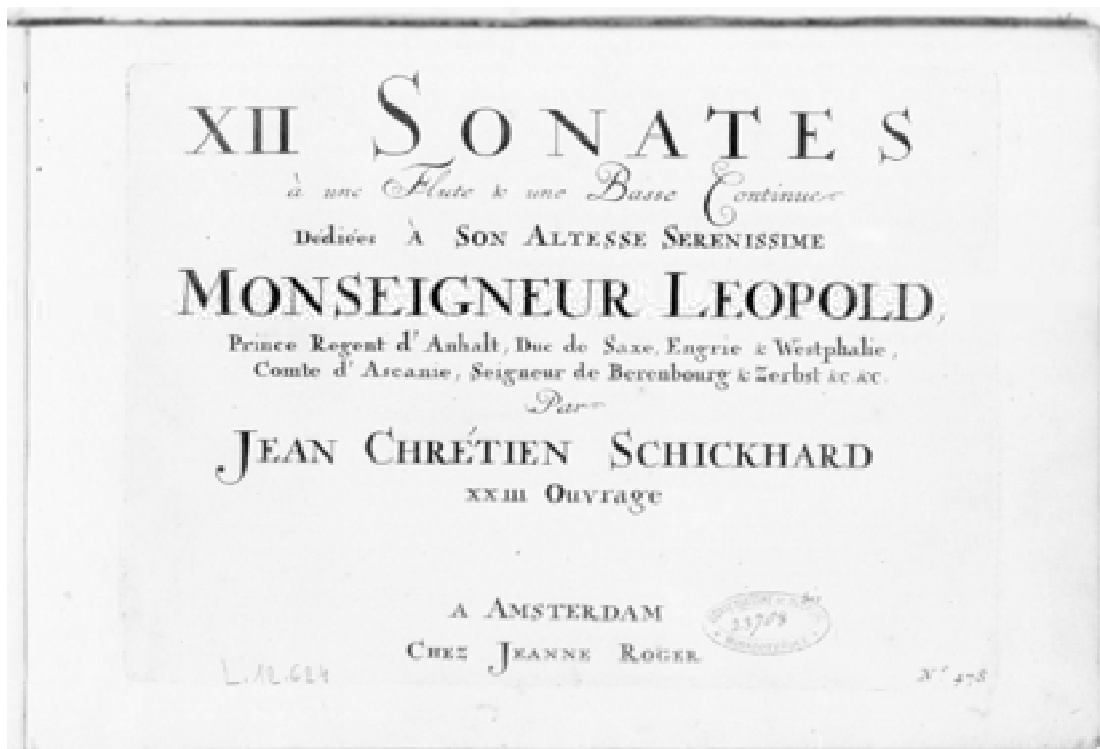 XII SONATES
à une Flute & une Basse Continue
Dediées À SON ALTESSE SERENISSIME
MONSEIGNEUR LEOPOLD,
Prince Regent d' Anhalt, Duc de Saxe, Engrie & Westphalie,
Comte d' Ascanie, Seigneur de Berenbourg & Zerbst &c. &c.
Par
JEAN CHRÉTIEN SCHICKHARD
XXIII Ouvrage
A AMSTERDAM
CHEZ JEANNE ROGER
L.12.624